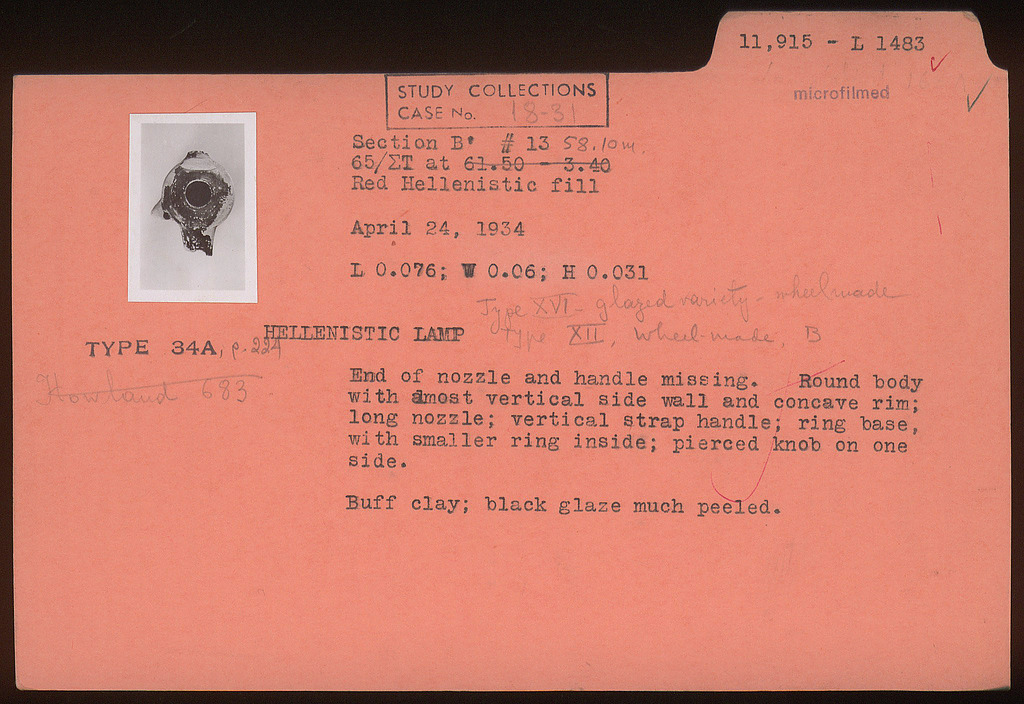 11,915 - L 1483
microfilmed
STUDY COLLECTIONS
CASE No. 18-31
Section B' # 13 58.10m.
65/ΣΤ at 61.50 - 3.40
Red Hellenistic fill
April 24, 1934
L 0.076; W 0.06; H 0.031
Type XVI - glazed variety - wheelmade
HELLENISTIC LAMP Type XII, wheel-made, B
TYPE 34A, p. 224
Howland 683
End of nozzle and handle missing. Round body
with almost vertical side wall and concave rim;
long nozzle; vertical strap handle; ring base,
with smaller ring inside; pierced knob on one
side.
Buff clay; black glaze much peeled.